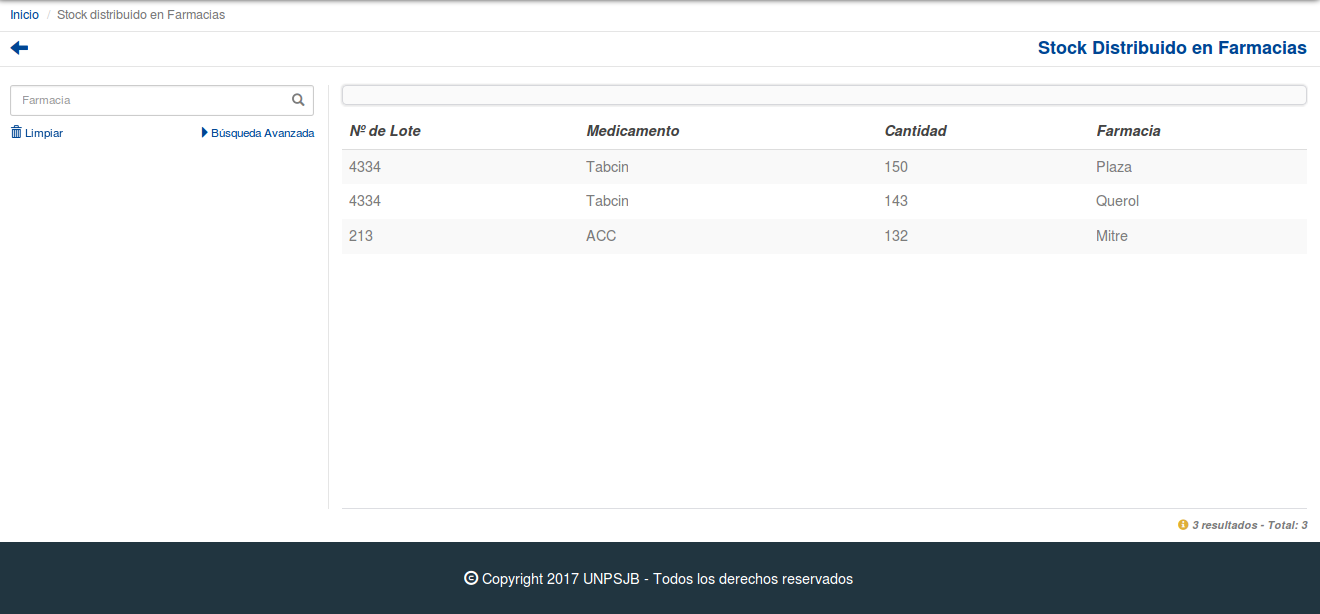 Inicio / Stock distribuido en Farmacias
Stock Distribuido en Farmacias
Farmacia
Limpiar Búsqueda Avanzada
Nº de Lote Medicamento Cantidad Farmacia
4334 Tabcin 150 Plaza
4334 Tabcin 143 Querol
213 ACC 132 Mitre
3 resultados - Total: 3
© Copyright 2017 UNPSJB - Todos los derechos reservados